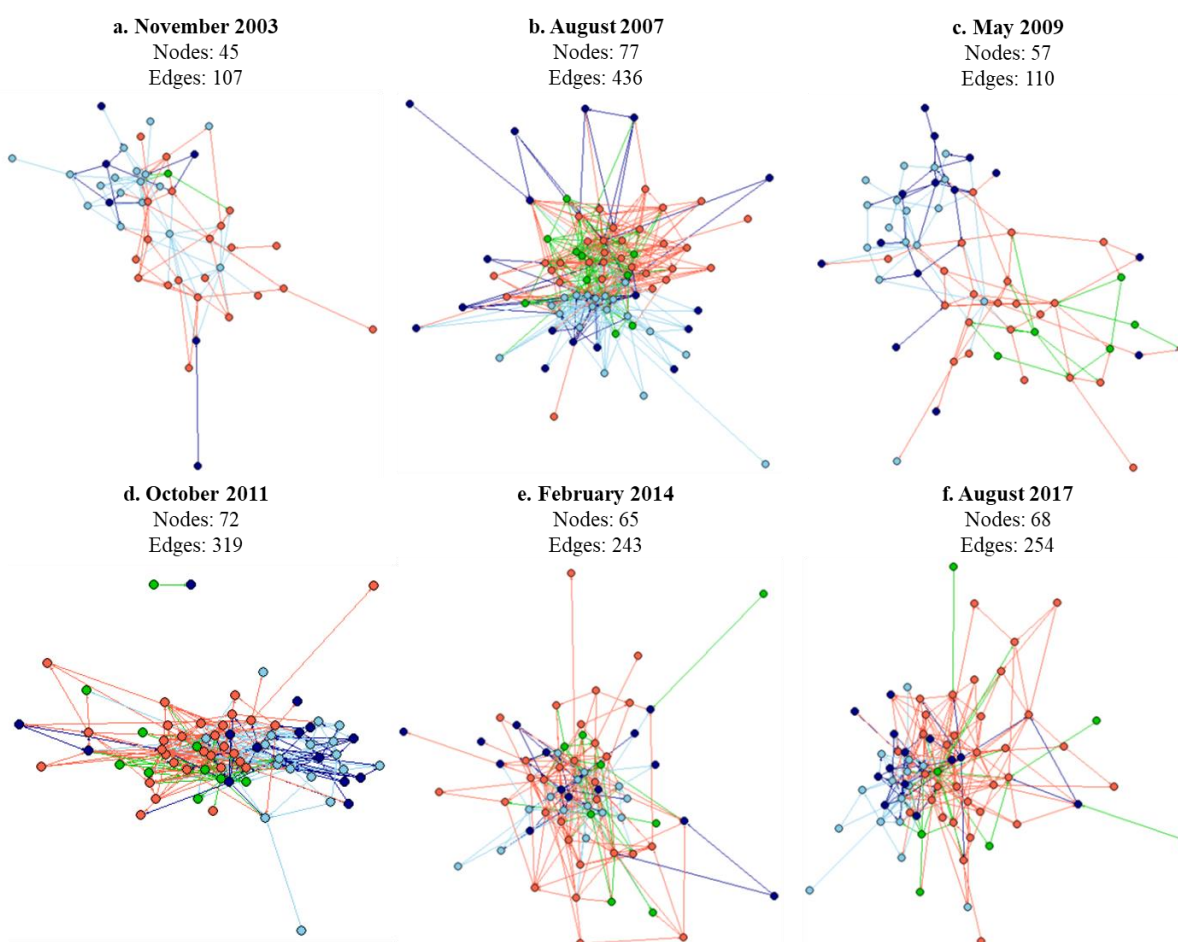 a. November 2003
Nodes: 45
Edges: 107
b. August 2007
Nodes: 77
Edges: 436
c. May 2009
Nodes: 57
Edges: 110
d. October 2011
Nodes: 72
Edges: 319
e. February 2014
Nodes: 65
Edges: 243
f. August 2017
Nodes: 68
Edges: 254